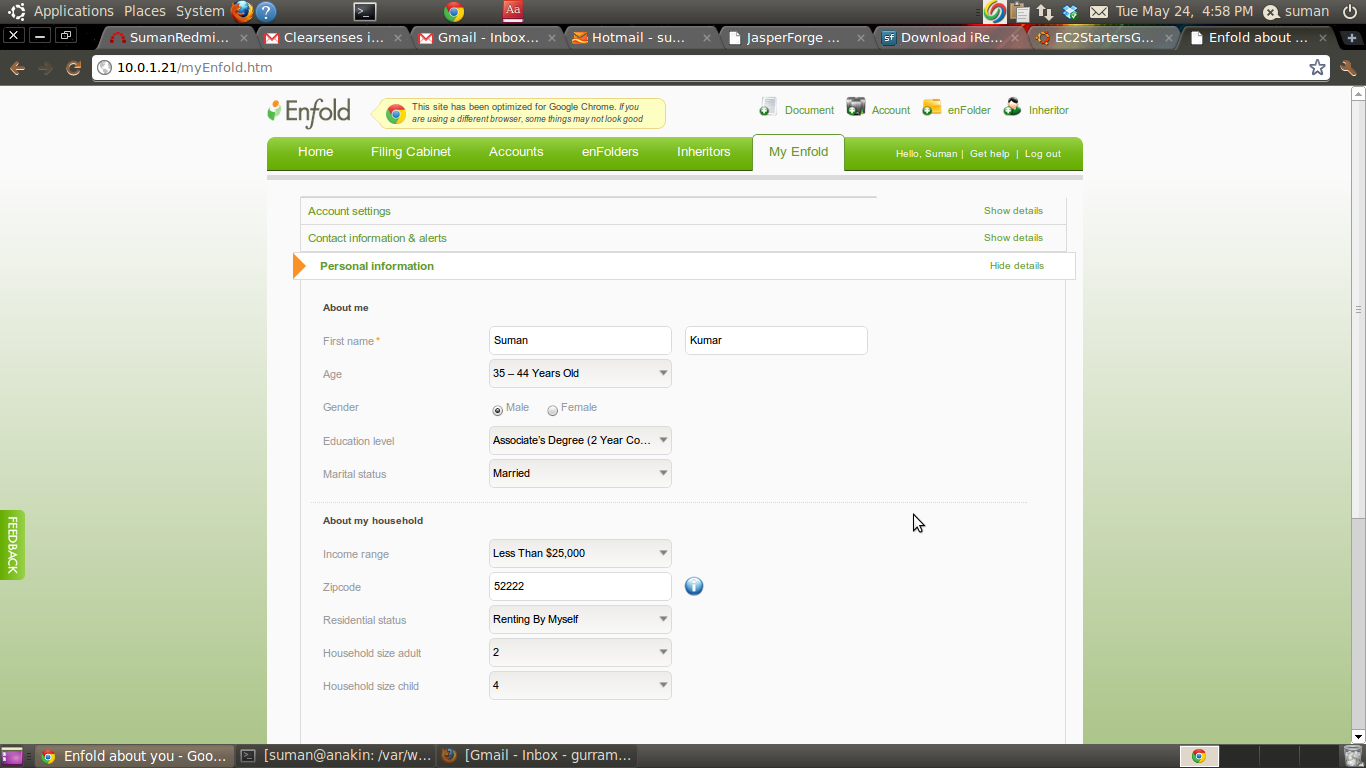 Applications Places System
Aa
Tue May 24, 4:58 PM suman
SumanRedmi...
Clearsenses i...
Gmail - Inbox...
Hotmail - su...
JasperForge ...
Download iRe...
EC2StartersG...
Enfold about ...
10.0.1.21/myEnfold.htm
Enfold
This site has been optimized for Google Chrome. If you
are using a different browser, some things may not look good
Document Account enFolder Inheritor
Home Filing Cabinet Accounts enFolders Inheritors My Enfold Hello, Suman | Get help | Log out
Account settings Show details
Contact information & alerts Show details
Personal information Hide details
About me
First name * Suman Kumar
Age 35 – 44 Years Old
Gender Male Female
Education level Associate's Degree (2 Year Co...
Marital status Married
FEEDBACK
About my household
Income range Less Than $25,000
Zipcode 52222
Residential status Renting By Myself
Household size adult 2
Household size child 4
Enfold about you - Goo...
[suman@anakin: /var/w...
[Gmail - Inbox - gurram...